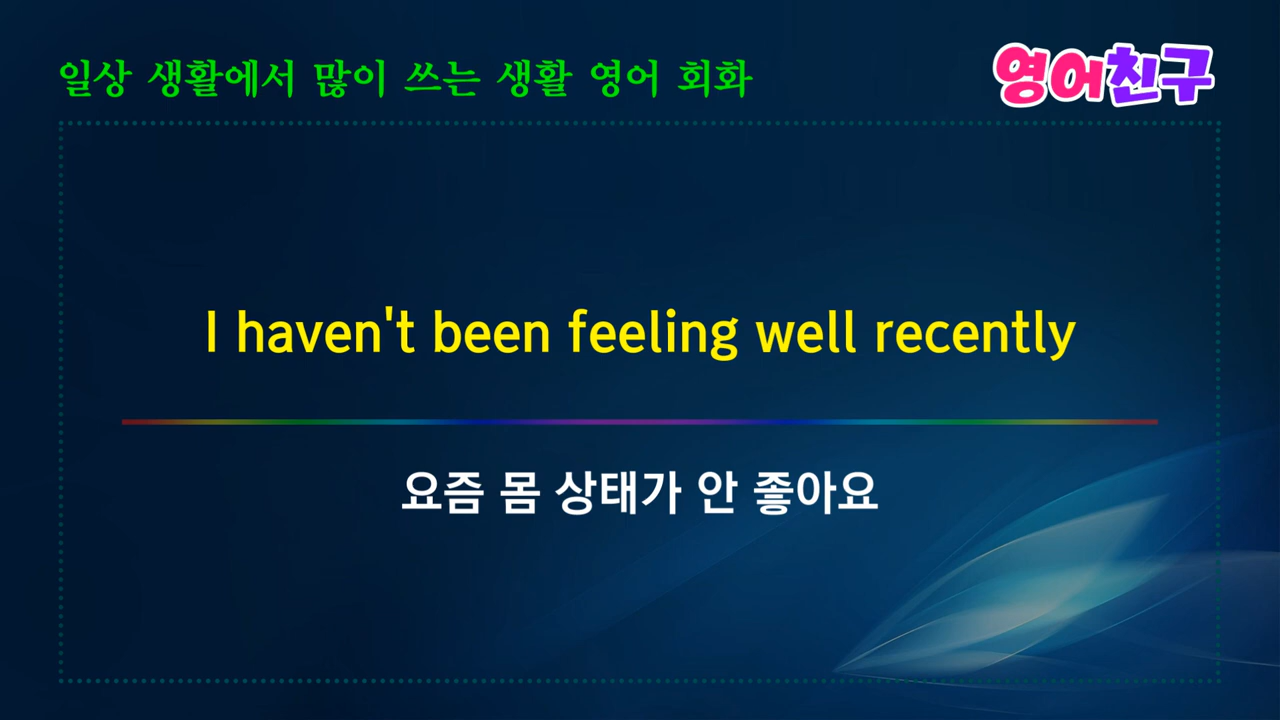 일상 생활에서 많이 쓰는 생활 영어 회화
영어친구
I haven't been feeling well recently
요즘 몸 상태가 안 좋아요